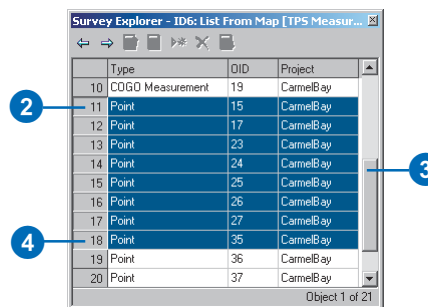 Survey Explorer - ID6: List From Map [TPS Measur...
Type OID Project
10 COGO Measurement 19 CarmelBay
2 11 Point 15 CarmelBay
12 Point 17 CarmelBay
13 Point 23 CarmelBay
14 Point 24 CarmelBay
15 Point 25 CarmelBay 3
16 Point 26 CarmelBay
17 Point 27 CarmelBay
4 18 Point 35 CarmelBay
19 Point 36 CarmelBay
20 Point 37 CarmelBay
Object 1 of 21